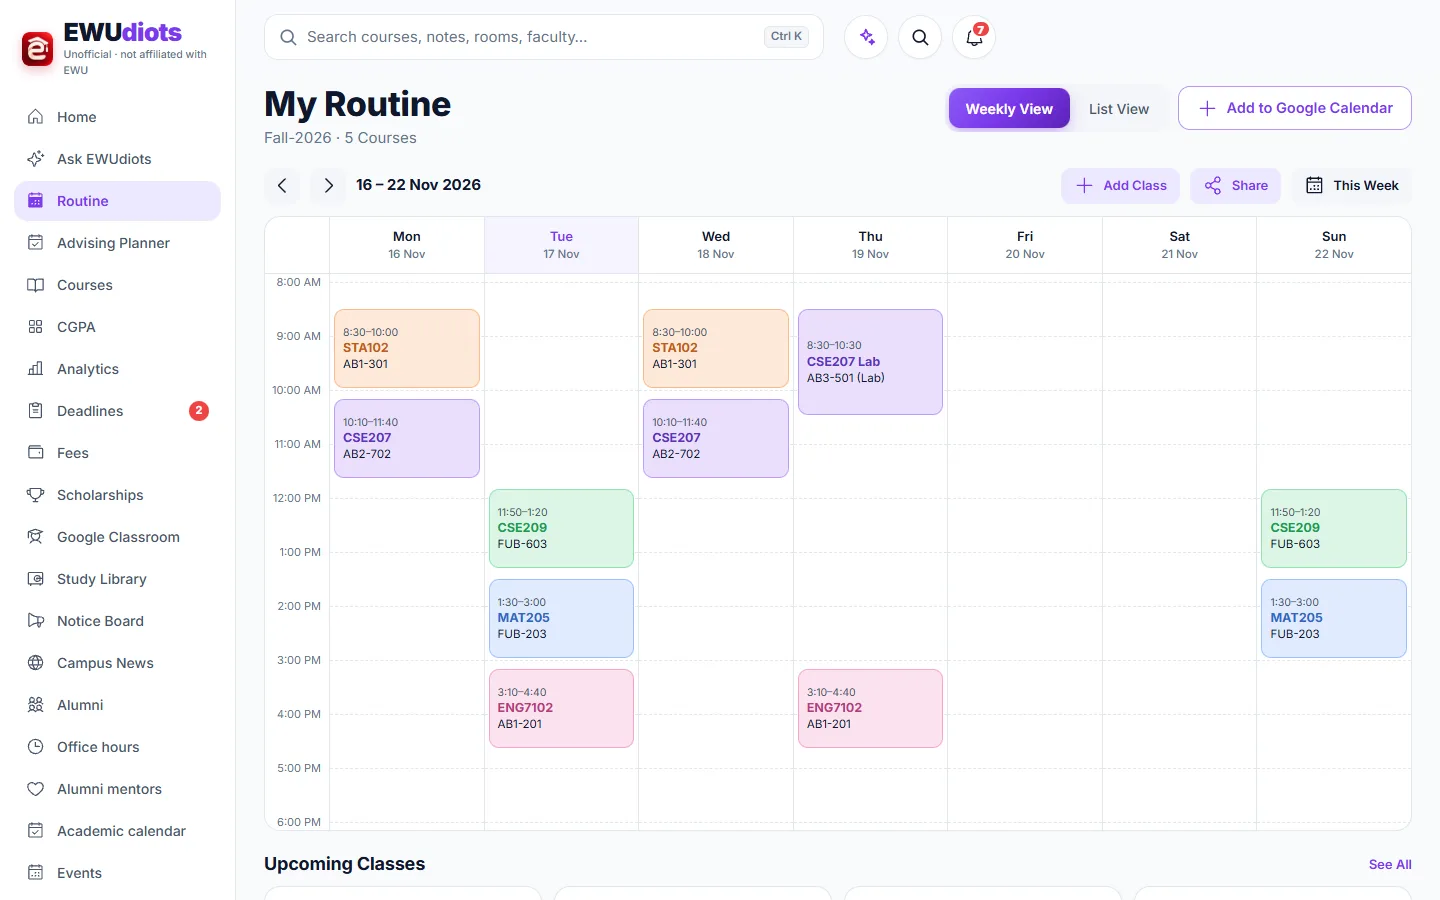 EWUdiots
Unofficial · not affiliated with
EWU
Home
Ask EWUdiots
Routine
Advising Planner
Courses
CGPA
Analytics
Deadlines 2
Fees
Scholarships
Google Classroom
Study Library
Notice Board
Campus News
Alumni
Office hours
Alumni mentors
Academic calendar
Events
Search courses, notes, rooms, faculty... Ctrl K
7
My Routine
Fall-2026 · 5 Courses
Weekly View List View Add to Google Calendar
16 – 22 Nov 2026
Add Class Share This Week
Mon Tue Wed Thu Fri Sat Sun
16 Nov 17 Nov 18 Nov 19 Nov 20 Nov 21 Nov 22 Nov
8:00 AM
9:00 AM
10:00 AM
11:00 AM
12:00 PM
1:00 PM
2:00 PM
3:00 PM
4:00 PM
5:00 PM
6:00 PM
8:30–10:00
STA102
AB1-301
10:10–11:40
CSE207
AB2-702
11:50–1:20
CSE209
FUB-603
1:30–3:00
MAT205
FUB-203
3:10–4:40
ENG7102
AB1-201
8:30–10:00
STA102
AB1-301
10:10–11:40
CSE207
AB2-702
8:30–10:30
CSE207 Lab
AB3-501 (Lab)
3:10–4:40
ENG7102
AB1-201
11:50–1:20
CSE209
FUB-603
1:30–3:00
MAT205
FUB-203
Upcoming Classes See All